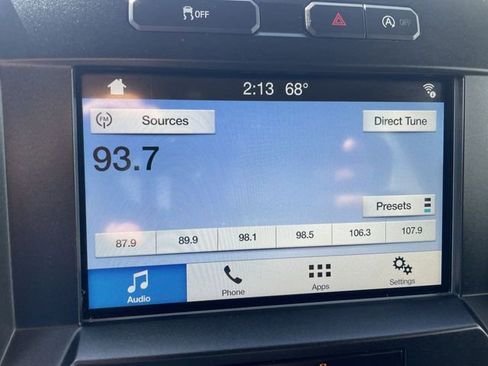 OFF
A OFF
2:13 68°
FM Sources Direct Tune
93.7
Presets
87.9 89.9 98.1 98.5 106.3 107.9
Audio Phone Apps Settings